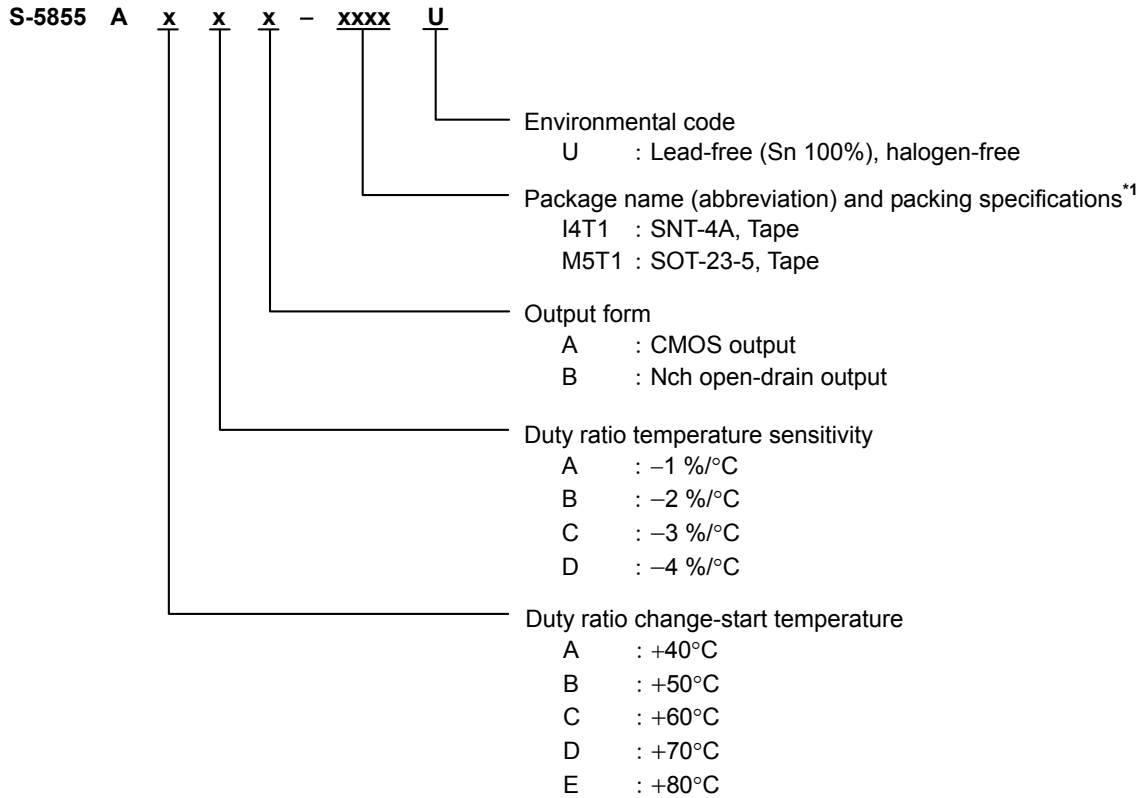 S-5855 A x x x – xxxx U
Environmental code
U : Lead-free (Sn 100%), halogen-free
Package name (abbreviation) and packing specifications*1
I4T1 : SNT-4A, Tape
M5T1 : SOT-23-5, Tape
Output form
A : CMOS output
B : Nch open-drain output
Duty ratio temperature sensitivity
A : −1 %/°C
B : −2 %/°C
C : −3 %/°C
D : −4 %/°C
Duty ratio change-start temperature
A : +40°C
B : +50°C
C : +60°C
D : +70°C
E : +80°C